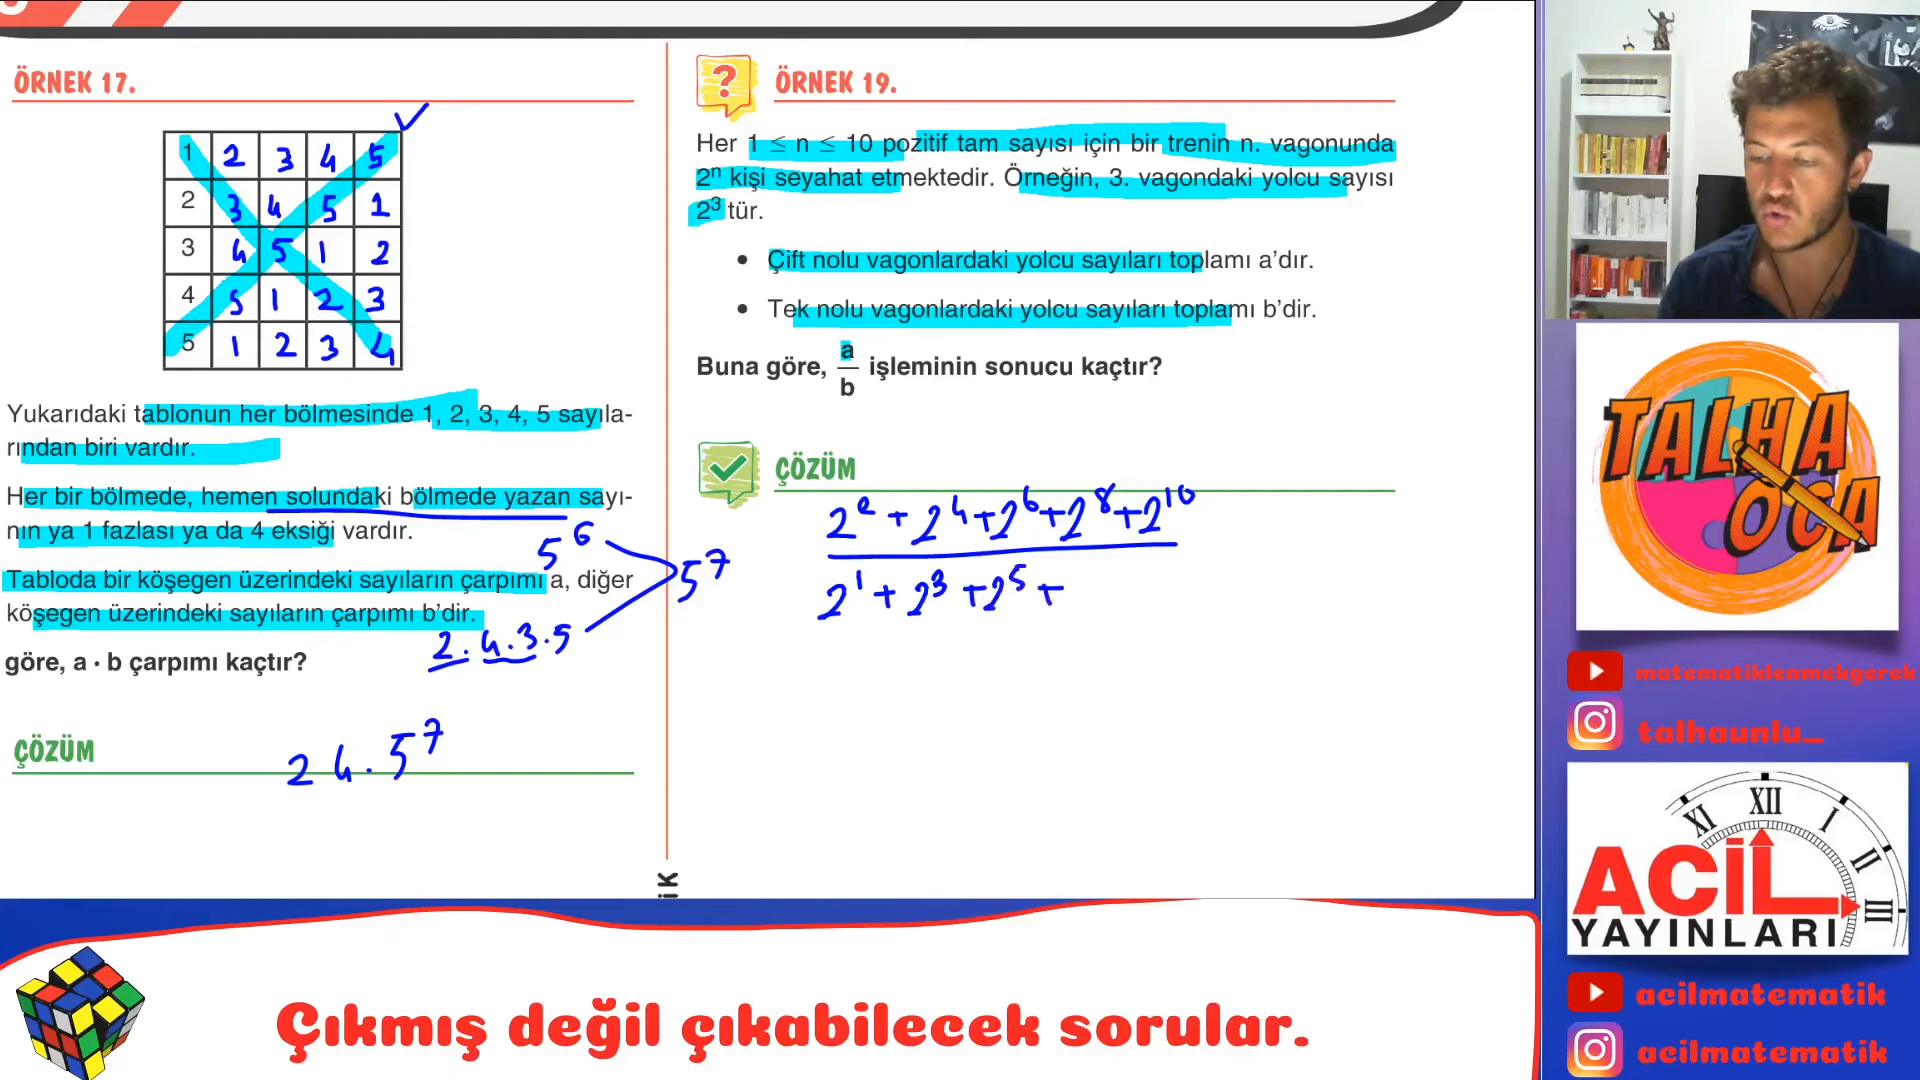 ÖRNEK 17.
1 2 3 4 5
2 3 4 5 1
3 4 5 1 2
4 5 1 2 3
5 1 2 3 4
Yukarıdaki tablonun her bölmesinde 1, 2, 3, 4, 5 sayıla-
rından biri vardır.
Her bir bölmede, hemen solundaki bölmede yazan sayı-
nın ya 1 fazlası ya da 4 eksiği vardır.
5⁶
Tabloda bir köşegen üzerindeki sayıların çarpımı a, diğer
5⁷
köşegen üzerindeki sayıların çarpımı b'dir.
2.4.3.5
göre, a · b çarpımı kaçtır?
ÇÖZÜM
24.5⁷
?
ÖRNEK 19.
Her 1 ≤ n ≤ 10 pozitif tam sayısı için bir trenin n. vagonunda
2ⁿ kişi seyahat etmektedir. Örneğin, 3. vagondaki yolcu sayısı
2³ tür.
• Çift nolu vagonlardaki yolcu sayıları toplamı a'dır.
• Tek nolu vagonlardaki yolcu sayıları toplamı b'dir.
Buna göre, a/b işleminin sonucu kaçtır?
ÇÖZÜM
2²+2⁴+2⁶+2⁸+2¹⁰
2¹+2³+2⁵+
iK
TALHA
OCA
matematiklenmekgerek
talhaunlu_
XI XII I II III
ACİL
YAYINLARI
acilmatematik
acilmatematik
Çıkmış değil çıkabilecek sorular.